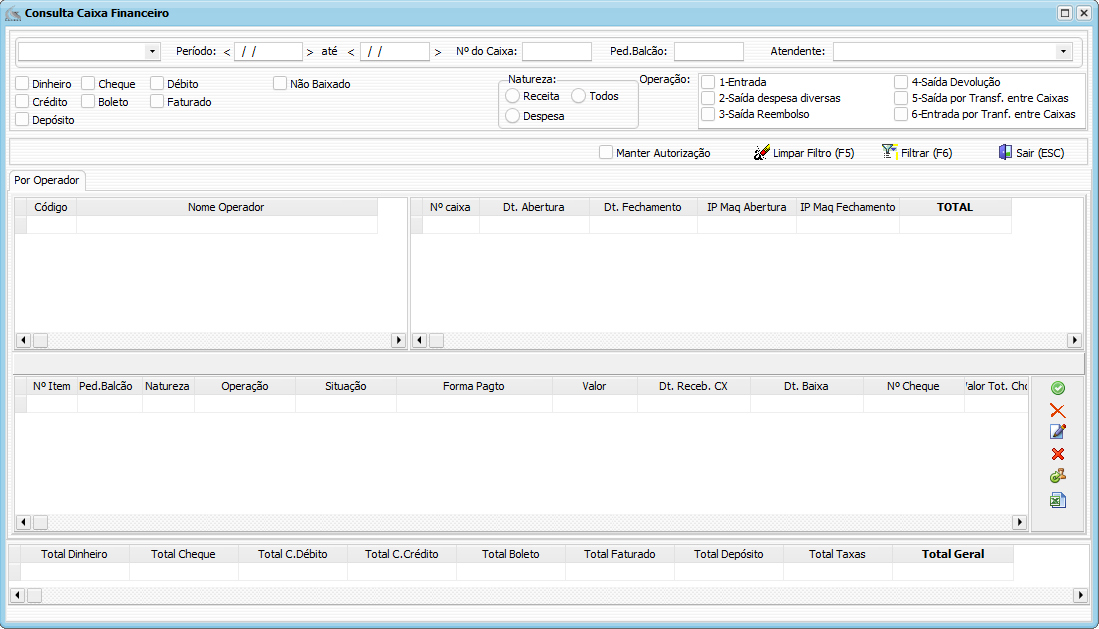 Consulta Caixa Financeiro
Período: < / / > até < / / > Nº do Caixa: Ped.Balcão: Atendente:
Dinheiro Cheque Débito Não Baixado
Crédito Boleto Faturado
Depósito
Natureza:
Receita Todos
Despesa
Operação:
1-Entrada 4-Saída Devolução
2-Saída despesa diversas 5-Saída por Transf. entre Caixas
3-Saída Reembolso 6-Entrada por Tranf. entre Caixas
Manter Autorização Limpar Filtro (F5) Filtrar (F6) Sair (ESC)
Por Operador
Código Nome Operador
Nº caixa Dt. Abertura Dt. Fechamento IP Maq Abertura IP Maq Fechamento TOTAL
Nº Item Ped.Balcão Natureza Operação Situação Forma Pagto Valor Dt. Receb. CX Dt. Baixa Nº Cheque Valor Tot. Chq
Total Dinheiro Total Cheque Total C.Débito Total C.Crédito Total Boleto Total Faturado Total Depósito Total Taxas Total Geral